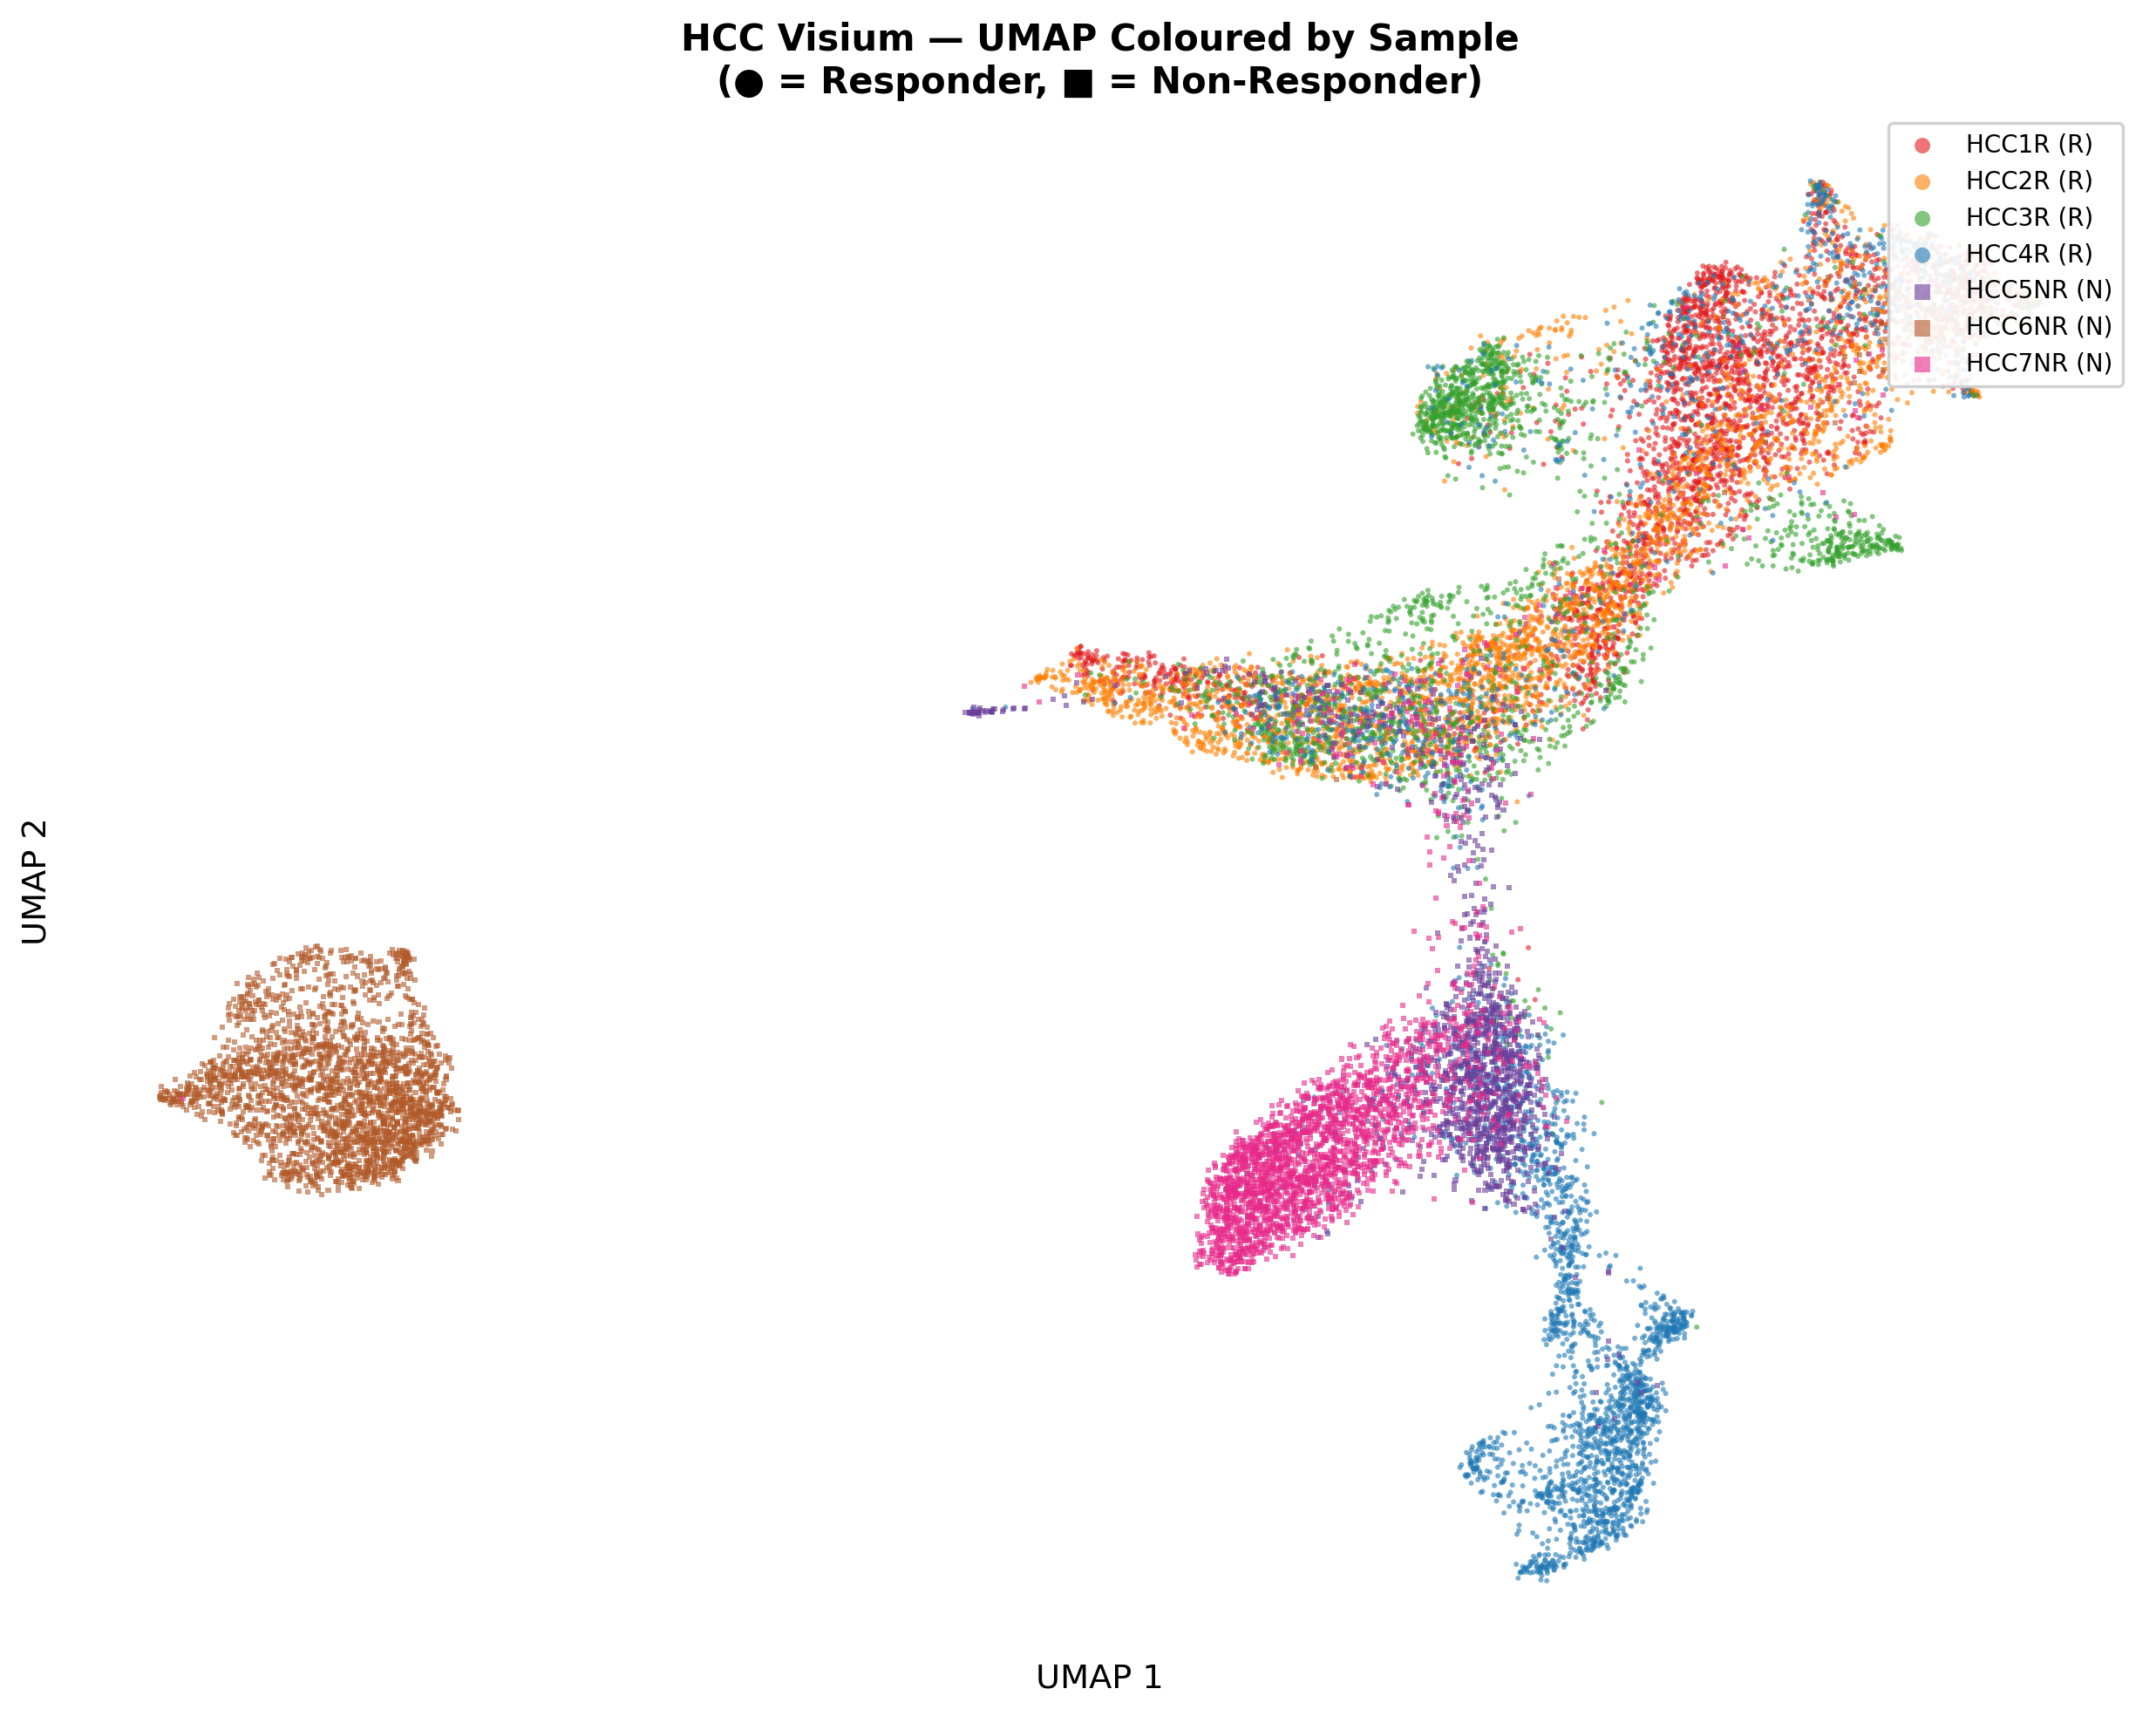 HCC Visium — UMAP Coloured by Sample
(● = Responder, ■ = Non-Responder)
HCC1R (R)
HCC2R (R)
HCC3R (R)
HCC4R (R)
HCC5NR (N)
HCC6NR (N)
HCC7NR (N)
UMAP 2
UMAP 1